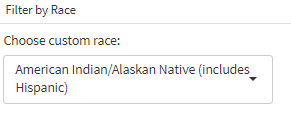 Filter by Race
Choose custom race:
American Indian/Alaskan Native (includes
Hispanic)